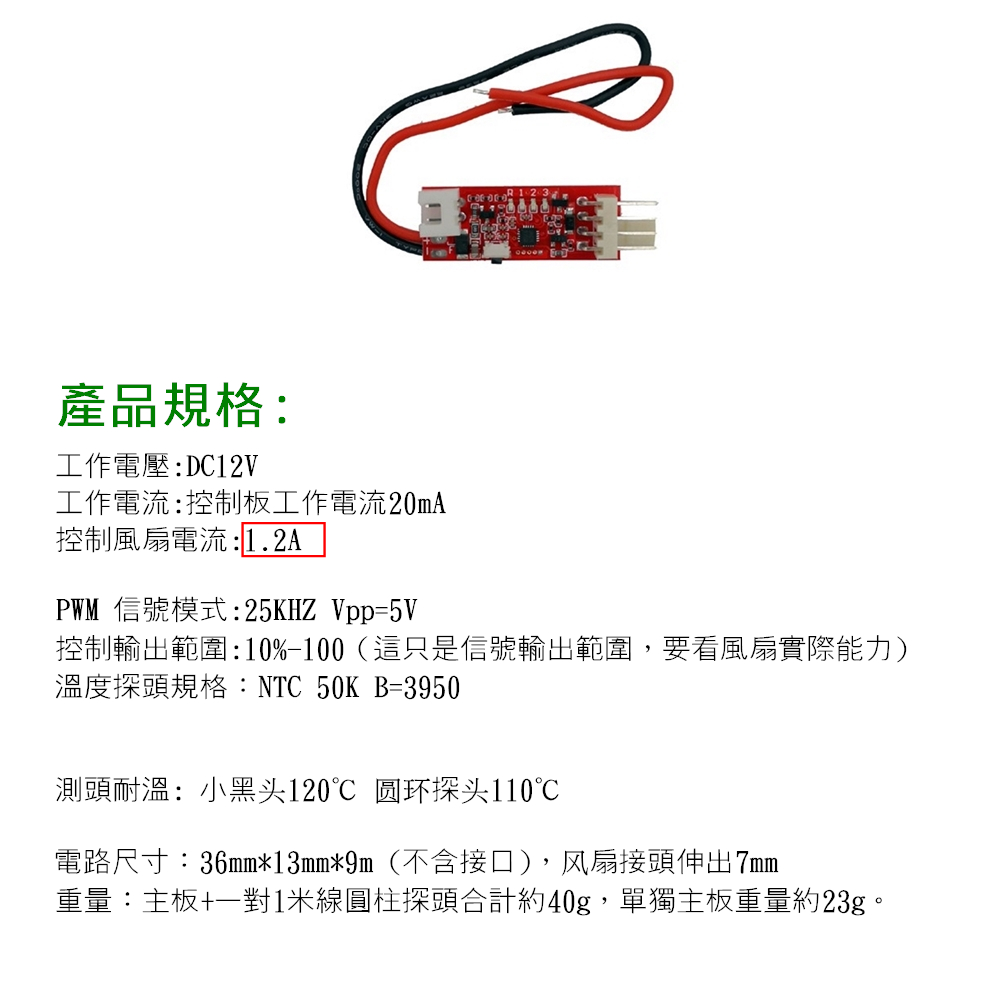 R 1 2 3
產品規格:
工作電壓:DC12V
工作電流:控制板工作電流20mA
控制風扇電流:1.2A
PWM 信號模式:25KHZ Vpp=5V
控制輸出範圍:10%-100（這只是信號輸出範圍，要看風扇實際能力）
溫度探頭規格：NTC 50K B=3950
測頭耐溫: 小黑头120℃ 圆环探头110℃
電路尺寸：36mm*13mm*9m (不含接口)，风扇接頭伸出7mm
重量：主板+一對1米線圓柱探頭合計約40g，單獨主板重量約23g。